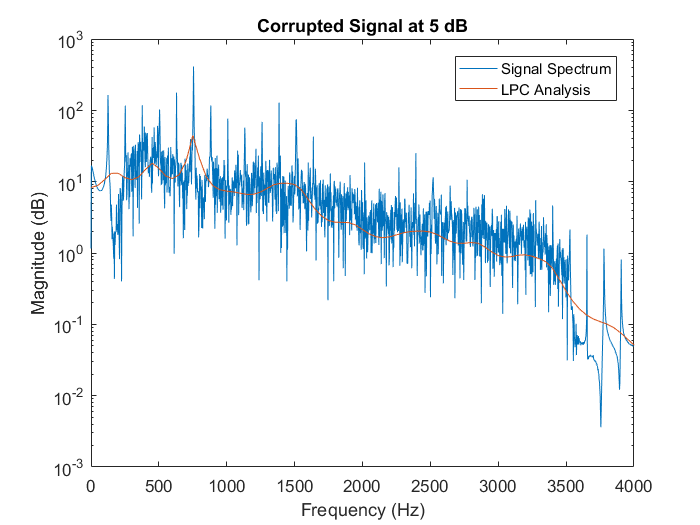 Corrupted Signal at 5 dB
Signal Spectrum
LPC Analysis
Magnitude (dB)
10^3
10^2
10^1
10^0
10^-1
10^-2
10^-3
0 500 1000 1500 2000 2500 3000 3500 4000
Frequency (Hz)